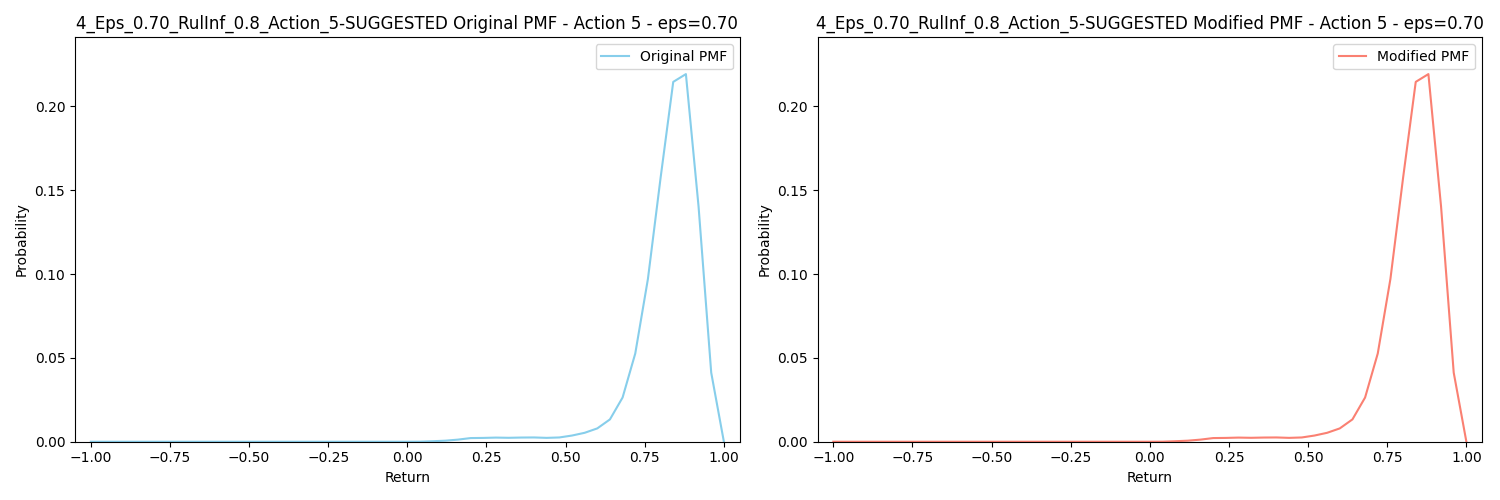 4_Eps_0.70_RulInf_0.8_Action_5-SUGGESTED Original PMF - Action 5 - eps=0.70
Original PMF
0.20
0.15
0.10
0.05
0.00
Probability
−1.00 −0.75 −0.50 −0.25 0.00 0.25 0.50 0.75 1.00
Return
4_Eps_0.70_RulInf_0.8_Action_5-SUGGESTED Modified PMF - Action 5 - eps=0.70
Modified PMF
0.20
0.15
0.10
0.05
0.00
Probability
−1.00 −0.75 −0.50 −0.25 0.00 0.25 0.50 0.75 1.00
Return